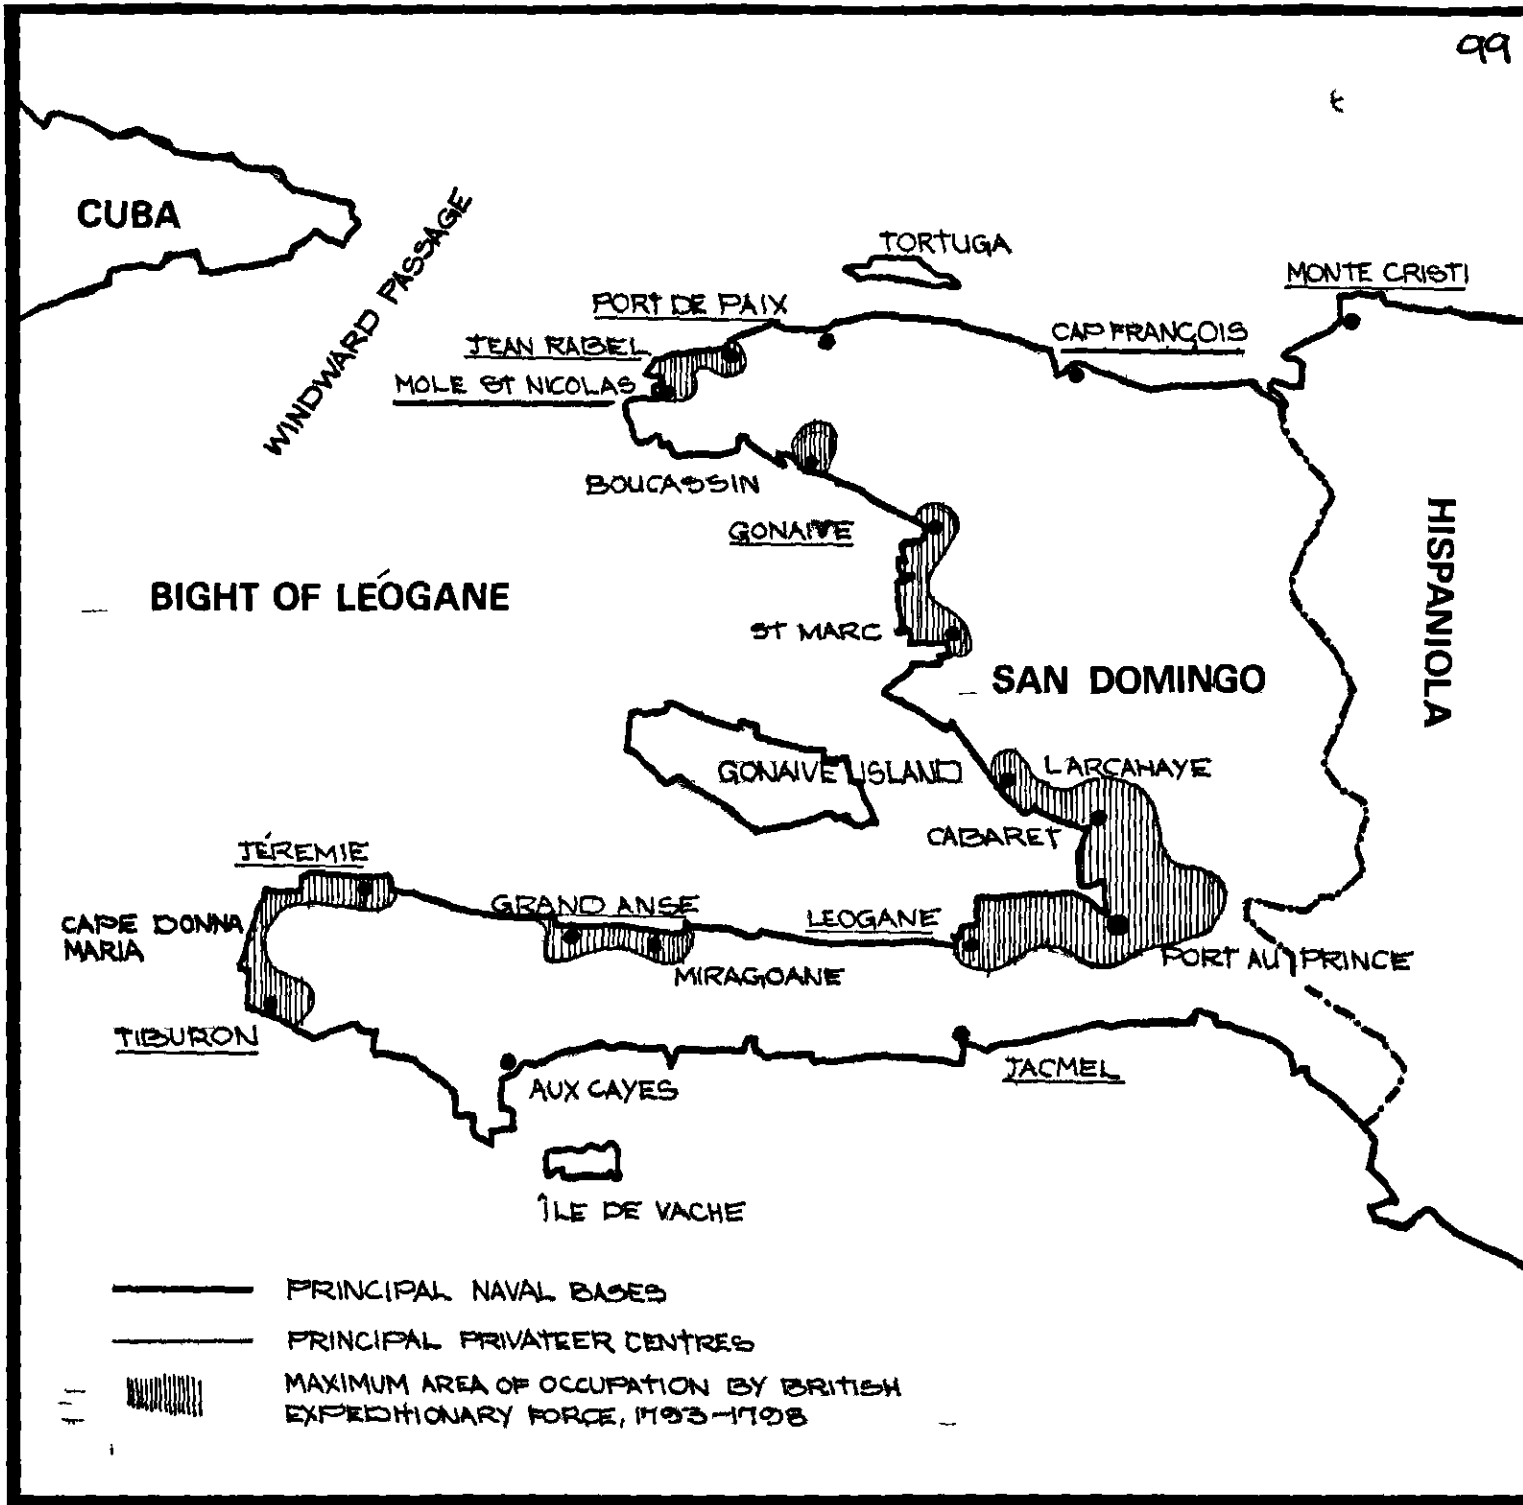 99
CUBA
WINDWARD PASSAGE
TORTUGA
MONTE CRISTI
PORT DE PAIX
CAP FRANÇOIS
JEAN RABEL
MOLE ST NICOLAS
BOUCASSIN
GONAIVE
HISPANIOLA
BIGHT OF LEÓGANE
ST MARC
SAN DOMINGO
GONAIVE ISLAND
L'ARCAHAYE
CABARET
JÉREMIE
GRAND ANSE
LEOGANE
CAPE DONNA
MARIA
MIRAGOANE
PORT AU PRINCE
TIBURON
JACMEL
AUX CAYES
ÎLE DE VACHE
PRINCIPAL NAVAL BASES
PRINCIPAL PRIVATEER CENTRES
MAXIMUM AREA OF OCCUPATION BY BRITISH
EXPEDITIONARY FORCE, 1793-1798